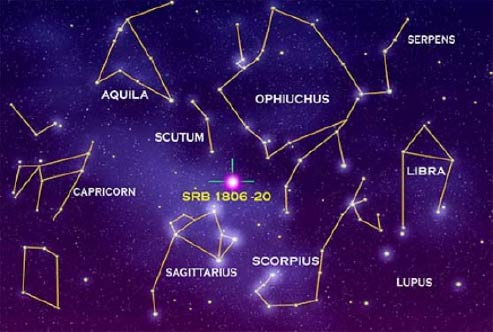 SERPENS
AQUILA
OPHIUCHUS
SCUTUM
LIBRA
CAPRICORN
SRB 1806-20
SAGITTARIUS
SCORPIUS
LUPUS